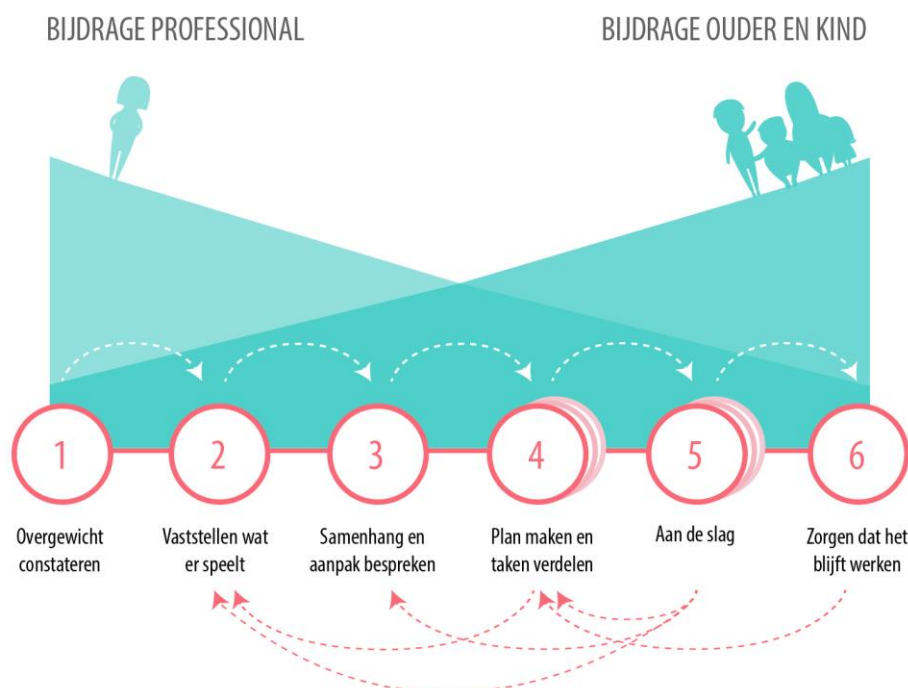 BIJDRAGE PROFESSIONAL
BIJDRAGE OUDER EN KIND
1
2
3
4
5
6
Overgewicht
constateren
Vaststellen wat
er speelt
Samenhang en
aanpak bespreken
Plan maken en
taken verdelen
Aan de slag
Zorgen dat het
blijft werken